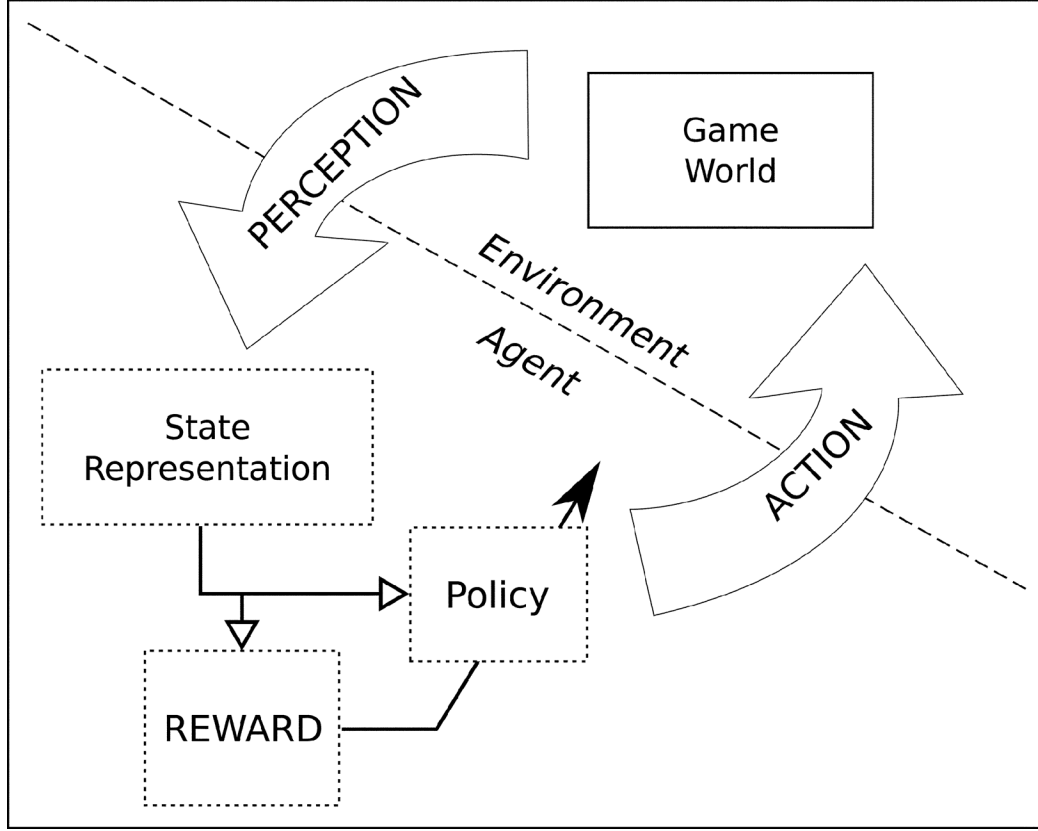 PERCEPTION
Game
World
Environment
Agent
State
Representation
ACTION
Policy
REWARD